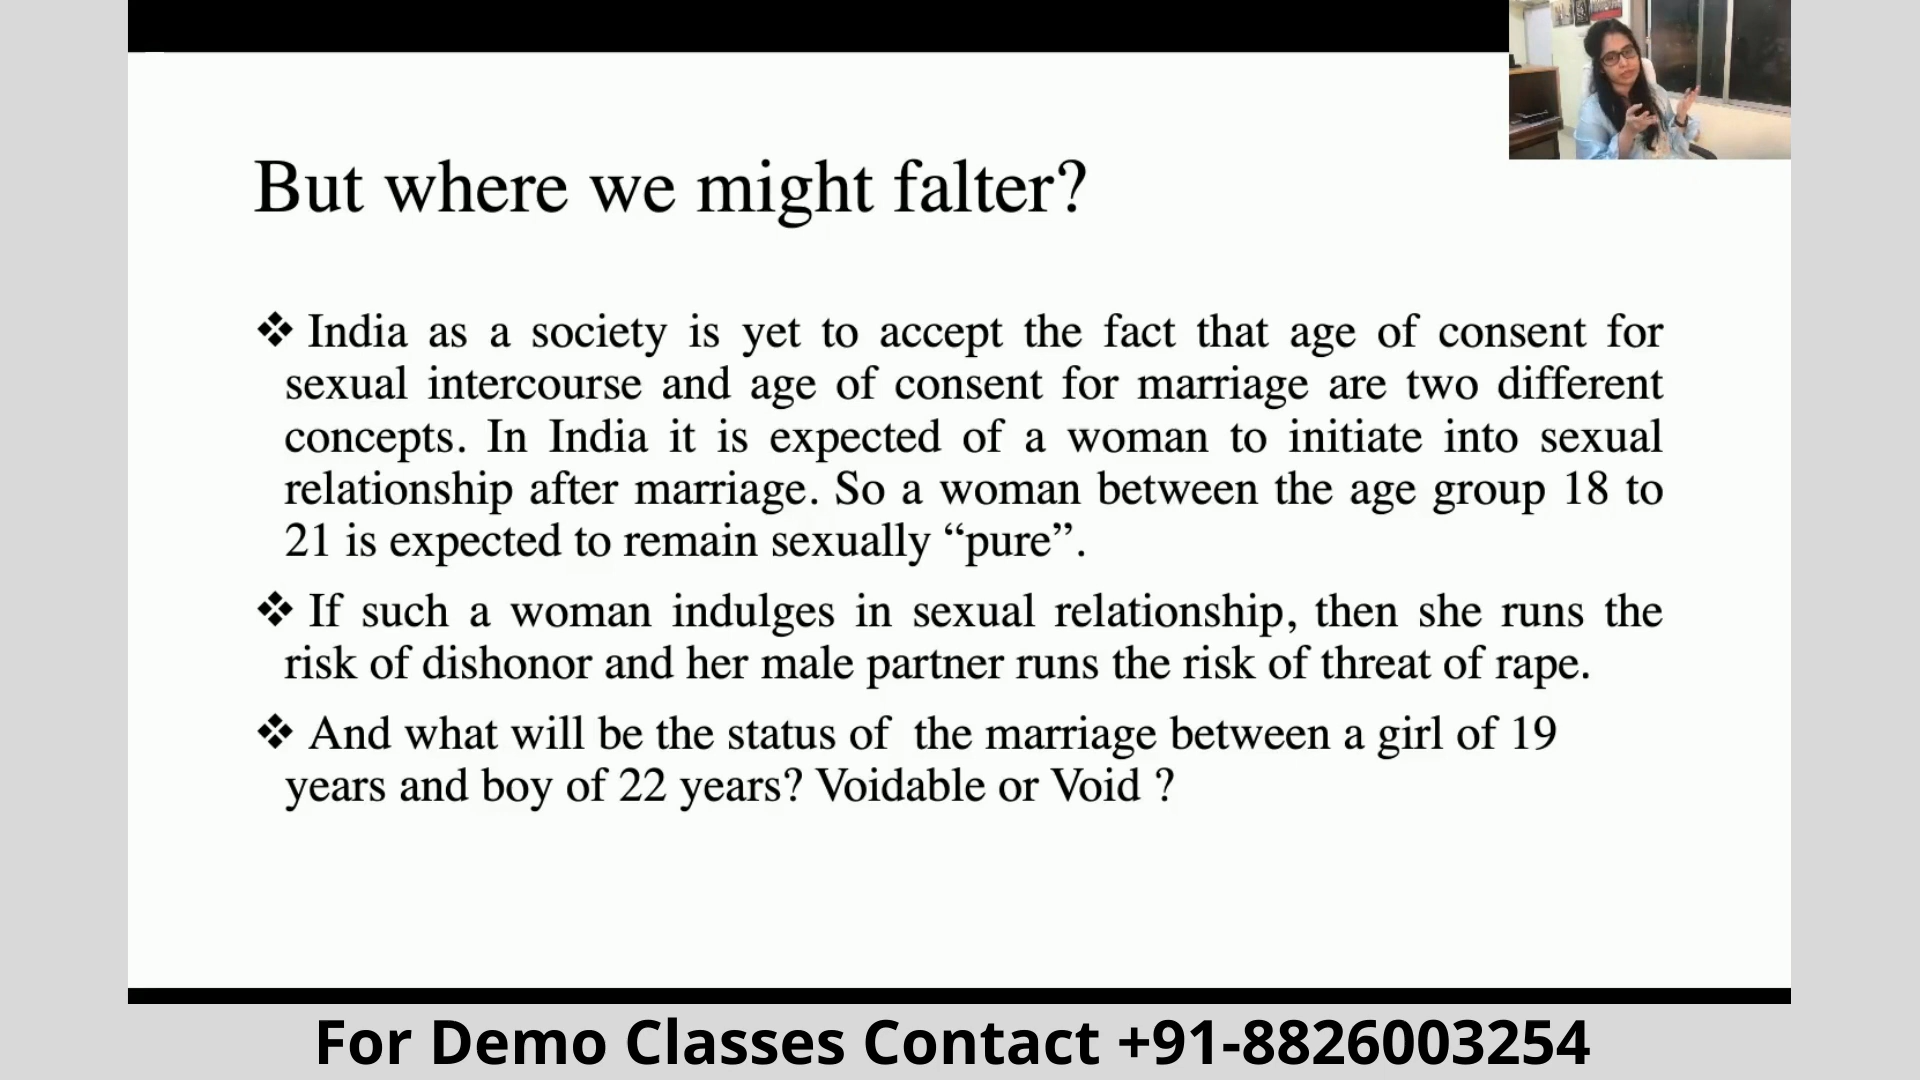 But where we might falter?
❖ India as a society is yet to accept the fact that age of consent for
sexual intercourse and age of consent for marriage are two different
concepts. In India it is expected of a woman to initiate into sexual
relationship after marriage. So a woman between the age group 18 to
21 is expected to remain sexually “pure”.
❖ If such a woman indulges in sexual relationship, then she runs the
risk of dishonor and her male partner runs the risk of threat of rape.
❖ And what will be the status of  the marriage between a girl of 19
years and boy of 22 years? Voidable or Void ?
For Demo Classes Contact +91-8826003254